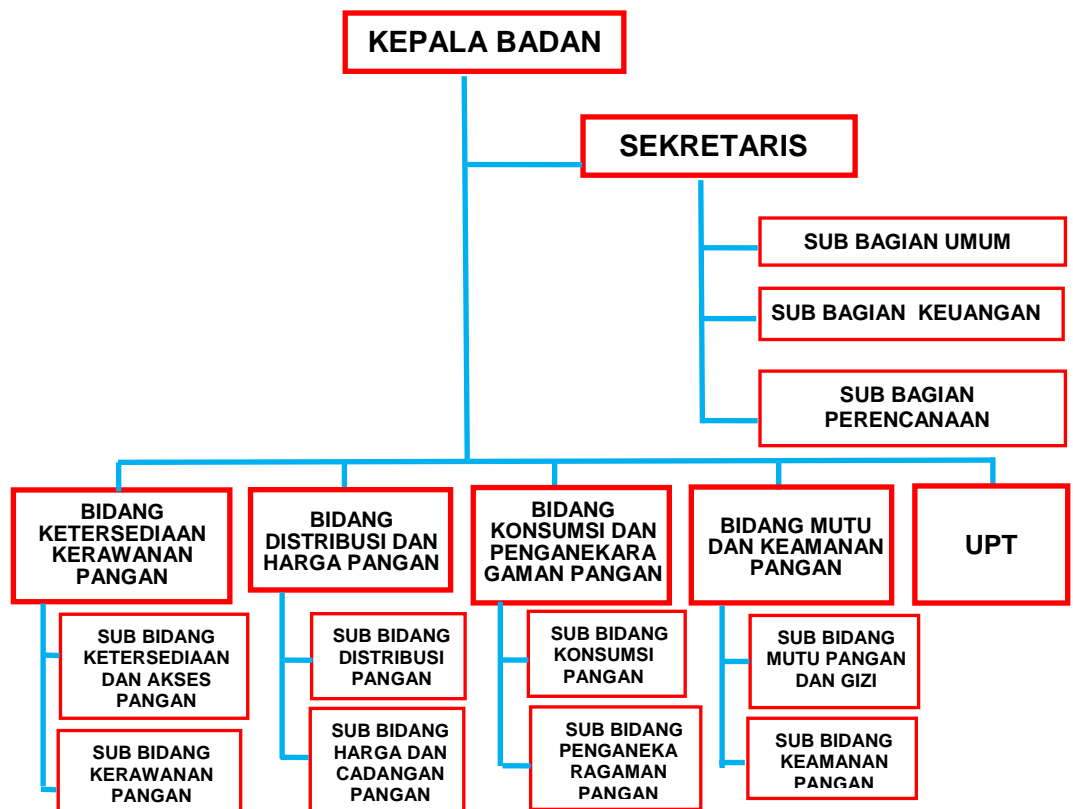 KEPALA BADAN
SEKRETARIS
SUB BAGIAN UMUM
SUB BAGIAN KEUANGAN
SUB BAGIAN
PERENCANAAN
BIDANG
KETERSEDIAAN
KERAWANAN
PANGAN
BIDANG
DISTRIBUSI DAN
HARGA PANGAN
BIDANG
KONSUMSI DAN
PENGANEKARA
GAMAN PANGAN
BIDANG MUTU
DAN KEAMANAN
PANGAN
UPT
SUB BIDANG
KETERSEDIAAN
DAN AKSES
PANGAN
SUB BIDANG
KERAWANAN
PANGAN
SUB BIDANG
DISTRIBUSI
PANGAN
SUB BIDANG
HARGA DAN
CADANGAN
PANGAN
SUB BIDANG
KONSUMSI
PANGAN
SUB BIDANG
PENGANEKA
RAGAMAN
PANGAN
SUB BIDANG
MUTU PANGAN
DAN GIZI
SUB BIDANG
KEAMANAN
PANGAN